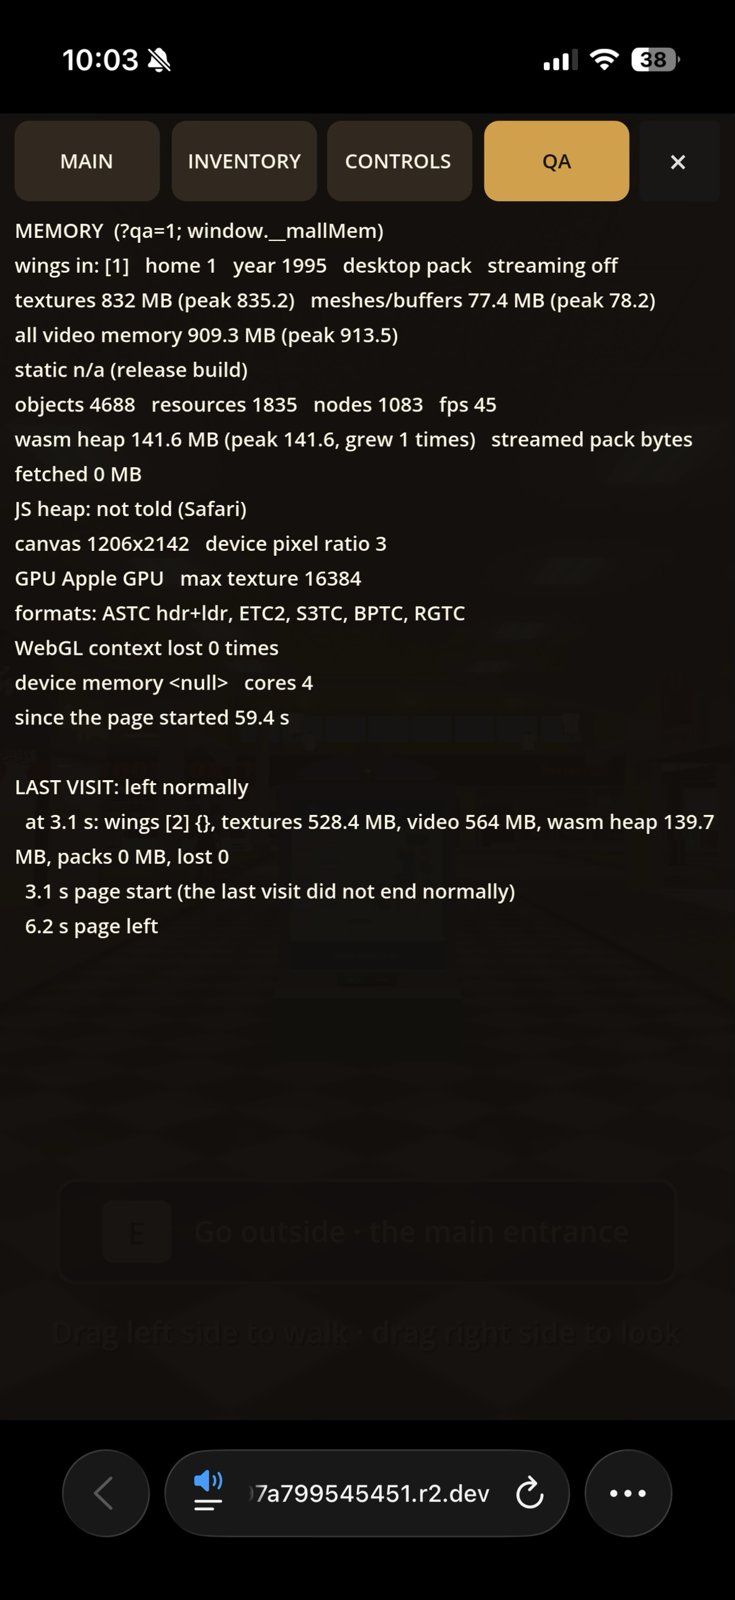 10:03
38
MAIN
INVENTORY
CONTROLS
QA
×
MEMORY (?qa=1; window.__mallMem)
wings in: [1] home 1 year 1995 desktop pack streaming off
textures 832 MB (peak 835.2) meshes/buffers 77.4 MB (peak 78.2)
all video memory 909.3 MB (peak 913.5)
static n/a (release build)
objects 4688 resources 1835 nodes 1083 fps 45
wasm heap 141.6 MB (peak 141.6, grew 1 times) streamed pack bytes
fetched 0 MB
JS heap: not told (Safari)
canvas 1206x2142 device pixel ratio 3
GPU Apple GPU max texture 16384
formats: ASTC hdr+ldr, ETC2, S3TC, BPTC, RGTC
WebGL context lost 0 times
device memory <null> cores 4
since the page started 59.4 s
LAST VISIT: left normally
at 3.1 s: wings [2] {}, textures 528.4 MB, video 564 MB, wasm heap 139.7
MB, packs 0 MB, lost 0
3.1 s page start (the last visit did not end normally)
6.2 s page left
E
Go outside · the main entrance
Drag left side to walk · drag right side to look
7a799545451.r2.dev